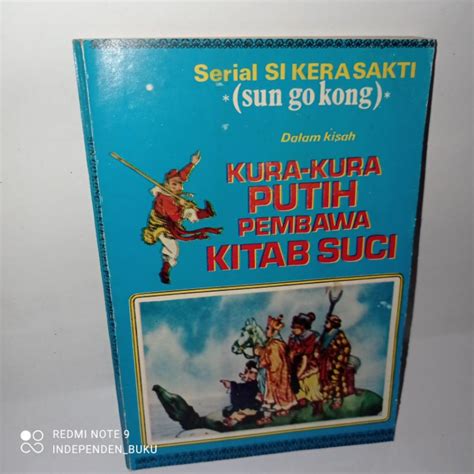 Serial SI KERA SAKTI
*(sun go kong)*
Dalam kisah
KURA-KURA
PUTIH
PEMBAWA
KITAB SUCI
REDMI NOTE 9
INDEPENDEN_BUKU